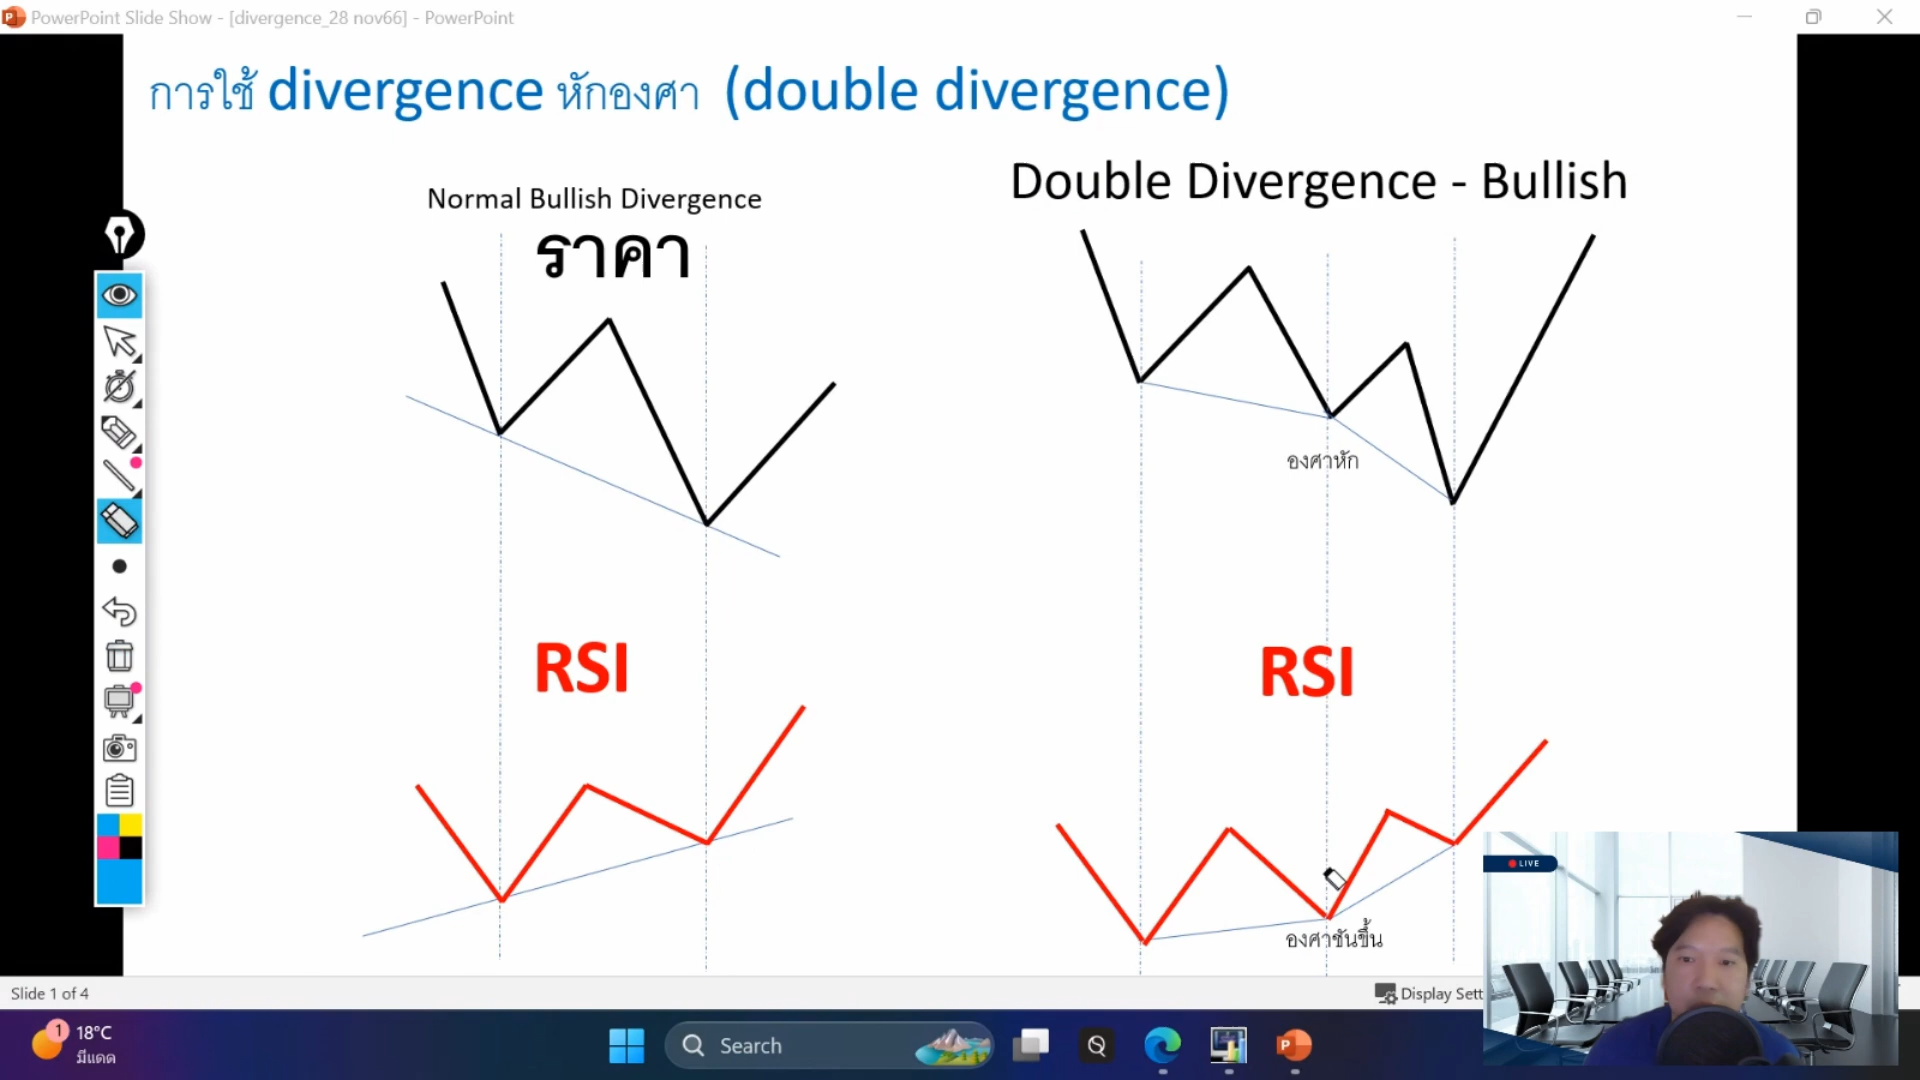 PowerPoint Slide Show - [divergence_28 nov66] - PowerPoint
การใช้ divergence หักองศา (double divergence)
Normal Bullish Divergence
ราคา
Double Divergence - Bullish
องศาหัก
RSI
RSI
องศาชันขึ้น
LIVE
Slide 1 of 4
Display Sett
1
18°C
มีแดด
Search